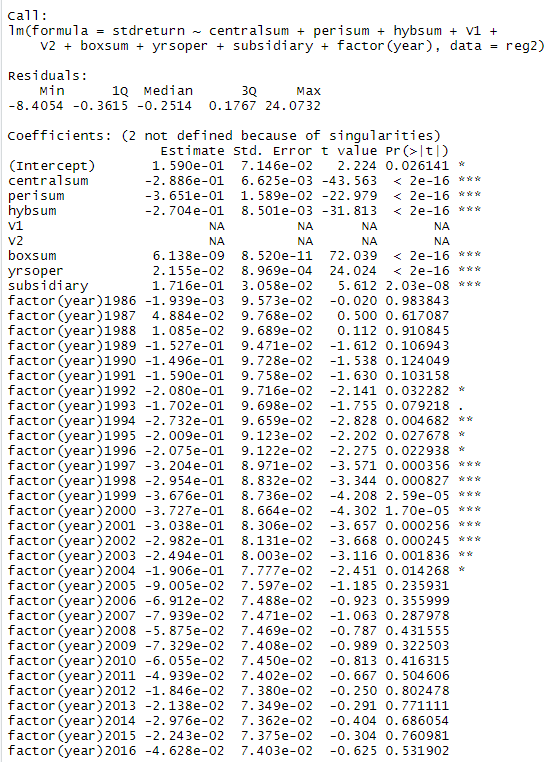 Call:
lm(formula = stdreturn ~ centralsum + perisum + hybsum + V1 +
V2 + boxsum + yrsoper + subsidiary + factor(year), data = reg2)
Residuals:
Min 1Q Median 3Q Max
-8.4054 -0.3615 -0.2514 0.1767 24.0732
Coefficients: (2 not defined because of singularities)
Estimate Std. Error t value Pr(>|t|)
(Intercept) 1.590e-01 7.146e-02 2.224 0.026141 *
centralsum -2.886e-01 6.625e-03 -43.563 < 2e-16 ***
perisum -3.651e-01 1.589e-02 -22.979 < 2e-16 ***
hybsum -2.704e-01 8.501e-03 -31.813 < 2e-16 ***
V1 NA NA NA NA
V2 NA NA NA NA
boxsum 6.138e-09 8.520e-11 72.039 < 2e-16 ***
yrsoper 2.155e-02 8.969e-04 24.024 < 2e-16 ***
subsidiary 1.716e-01 3.058e-02 5.612 2.03e-08 ***
factor(year)1986 -1.939e-03 9.573e-02 -0.020 0.983843
factor(year)1987 4.884e-02 9.768e-02 0.500 0.617087
factor(year)1988 1.085e-02 9.689e-02 0.112 0.910845
factor(year)1989 -1.527e-01 9.471e-02 -1.612 0.106943
factor(year)1990 -1.496e-01 9.728e-02 -1.538 0.124049
factor(year)1991 -1.590e-01 9.758e-02 -1.630 0.103158
factor(year)1992 -2.080e-01 9.716e-02 -2.141 0.032282 *
factor(year)1993 -1.702e-01 9.698e-02 -1.755 0.079218 .
factor(year)1994 -2.732e-01 9.659e-02 -2.828 0.004682 **
factor(year)1995 -2.009e-01 9.123e-02 -2.202 0.027678 *
factor(year)1996 -2.075e-01 9.122e-02 -2.275 0.022938 *
factor(year)1997 -3.204e-01 8.971e-02 -3.571 0.000356 ***
factor(year)1998 -2.954e-01 8.832e-02 -3.344 0.000827 ***
factor(year)1999 -3.676e-01 8.736e-02 -4.208 2.59e-05 ***
factor(year)2000 -3.727e-01 8.664e-02 -4.302 1.70e-05 ***
factor(year)2001 -3.038e-01 8.306e-02 -3.657 0.000256 ***
factor(year)2002 -2.982e-01 8.131e-02 -3.668 0.000245 ***
factor(year)2003 -2.494e-01 8.003e-02 -3.116 0.001836 **
factor(year)2004 -1.906e-01 7.777e-02 -2.451 0.014268 *
factor(year)2005 -9.005e-02 7.597e-02 -1.185 0.235931
factor(year)2006 -6.912e-02 7.488e-02 -0.923 0.355999
factor(year)2007 -7.939e-02 7.471e-02 -1.063 0.287978
factor(year)2008 -5.875e-02 7.469e-02 -0.787 0.431555
factor(year)2009 -7.329e-02 7.408e-02 -0.989 0.322503
factor(year)2010 -6.055e-02 7.450e-02 -0.813 0.416315
factor(year)2011 -4.939e-02 7.402e-02 -0.667 0.504606
factor(year)2012 -1.846e-02 7.380e-02 -0.250 0.802478
factor(year)2013 -2.138e-02 7.349e-02 -0.291 0.771111
factor(year)2014 -2.976e-02 7.362e-02 -0.404 0.686054
factor(year)2015 -2.243e-02 7.375e-02 -0.304 0.760981
factor(year)2016 -4.628e-02 7.403e-02 -0.625 0.531902